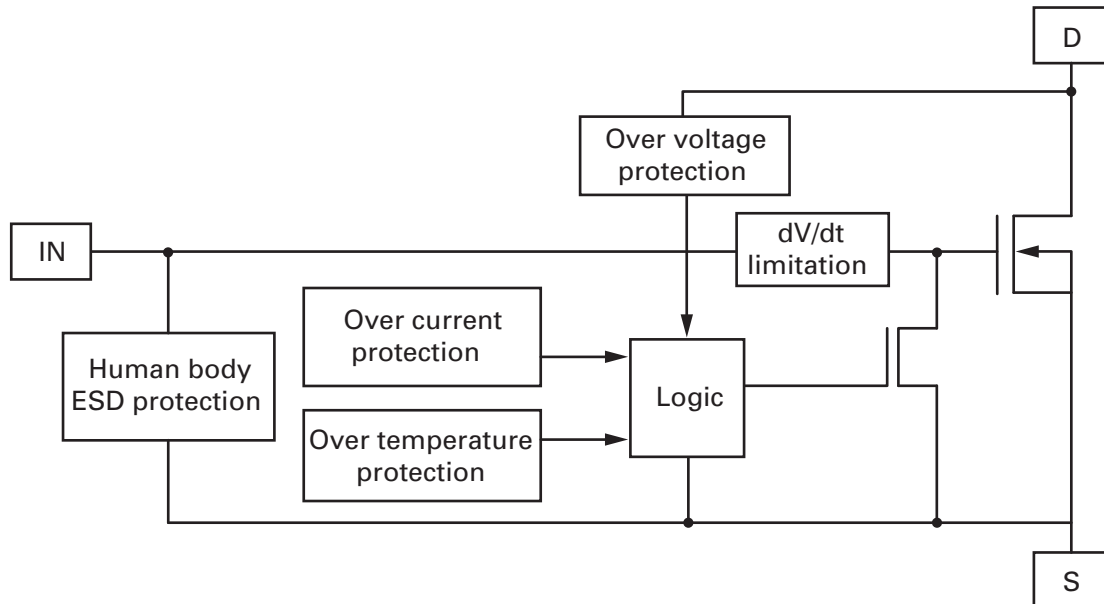 D
Over voltage
protection
IN
dV/dt
limitation
Over current
protection
Human body
ESD protection
Logic
Over temperature
protection
S